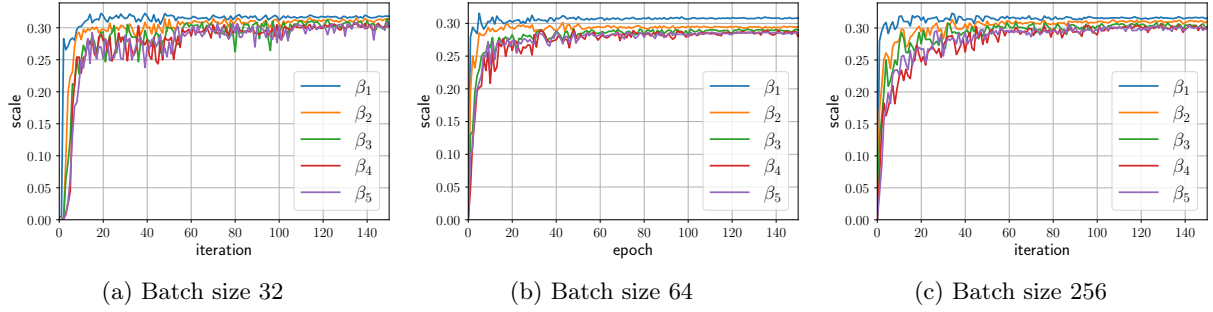 0.30
0.25
0.20
0.15
0.10
0.05
0.00
scale
0 20 40 60 80 100 120 140
iteration
β1
β2
β3
β4
β5
(a) Batch size 32
0.30
0.25
0.20
0.15
0.10
0.05
0.00
scale
0 20 40 60 80 100 120 140
epoch
β1
β2
β3
β4
β5
(b) Batch size 64
0.30
0.25
0.20
0.15
0.10
0.05
0.00
scale
0 20 40 60 80 100 120 140
iteration
β1
β2
β3
β4
β5
(c) Batch size 256